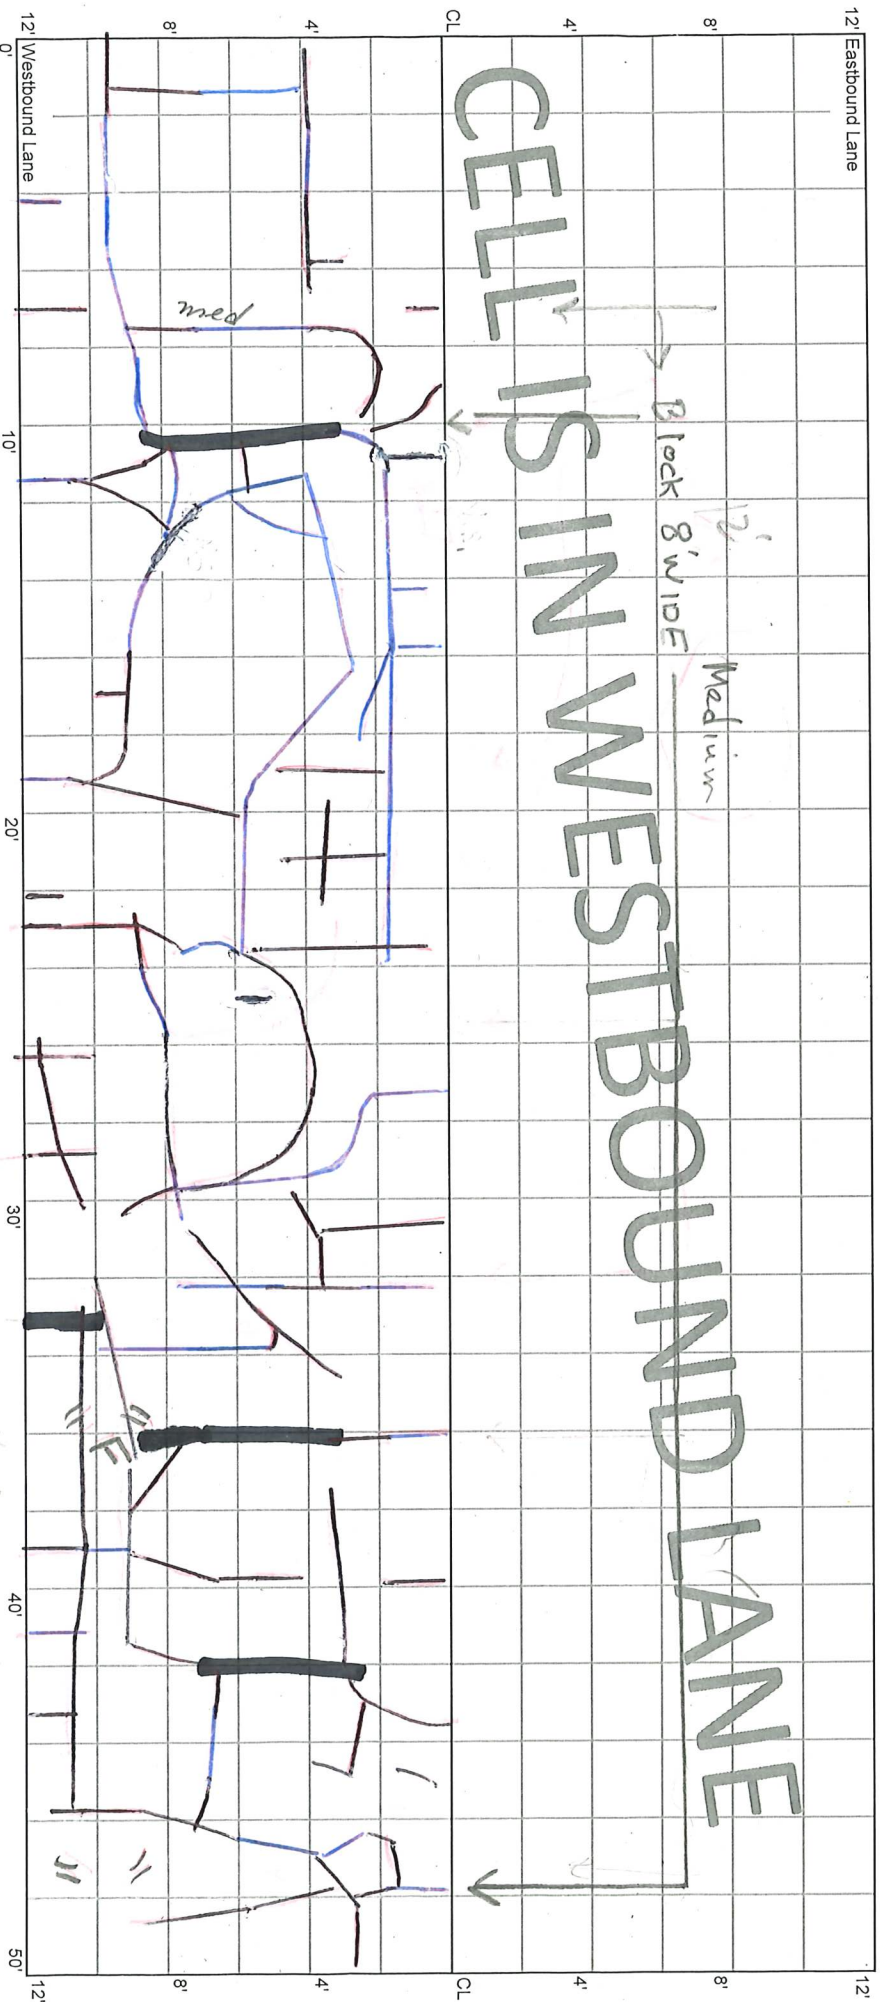 12' Eastbound Lane
8'
4'
CL
4'
8'
12' Westbound Lane
CELL IS IN WESTBOUND LANE
Block 8' WIDE
12'
Medium
med
"F"
0'
10'
20'
30'
40'
50'
12'
8'
4'
CL
4'
8'
12'